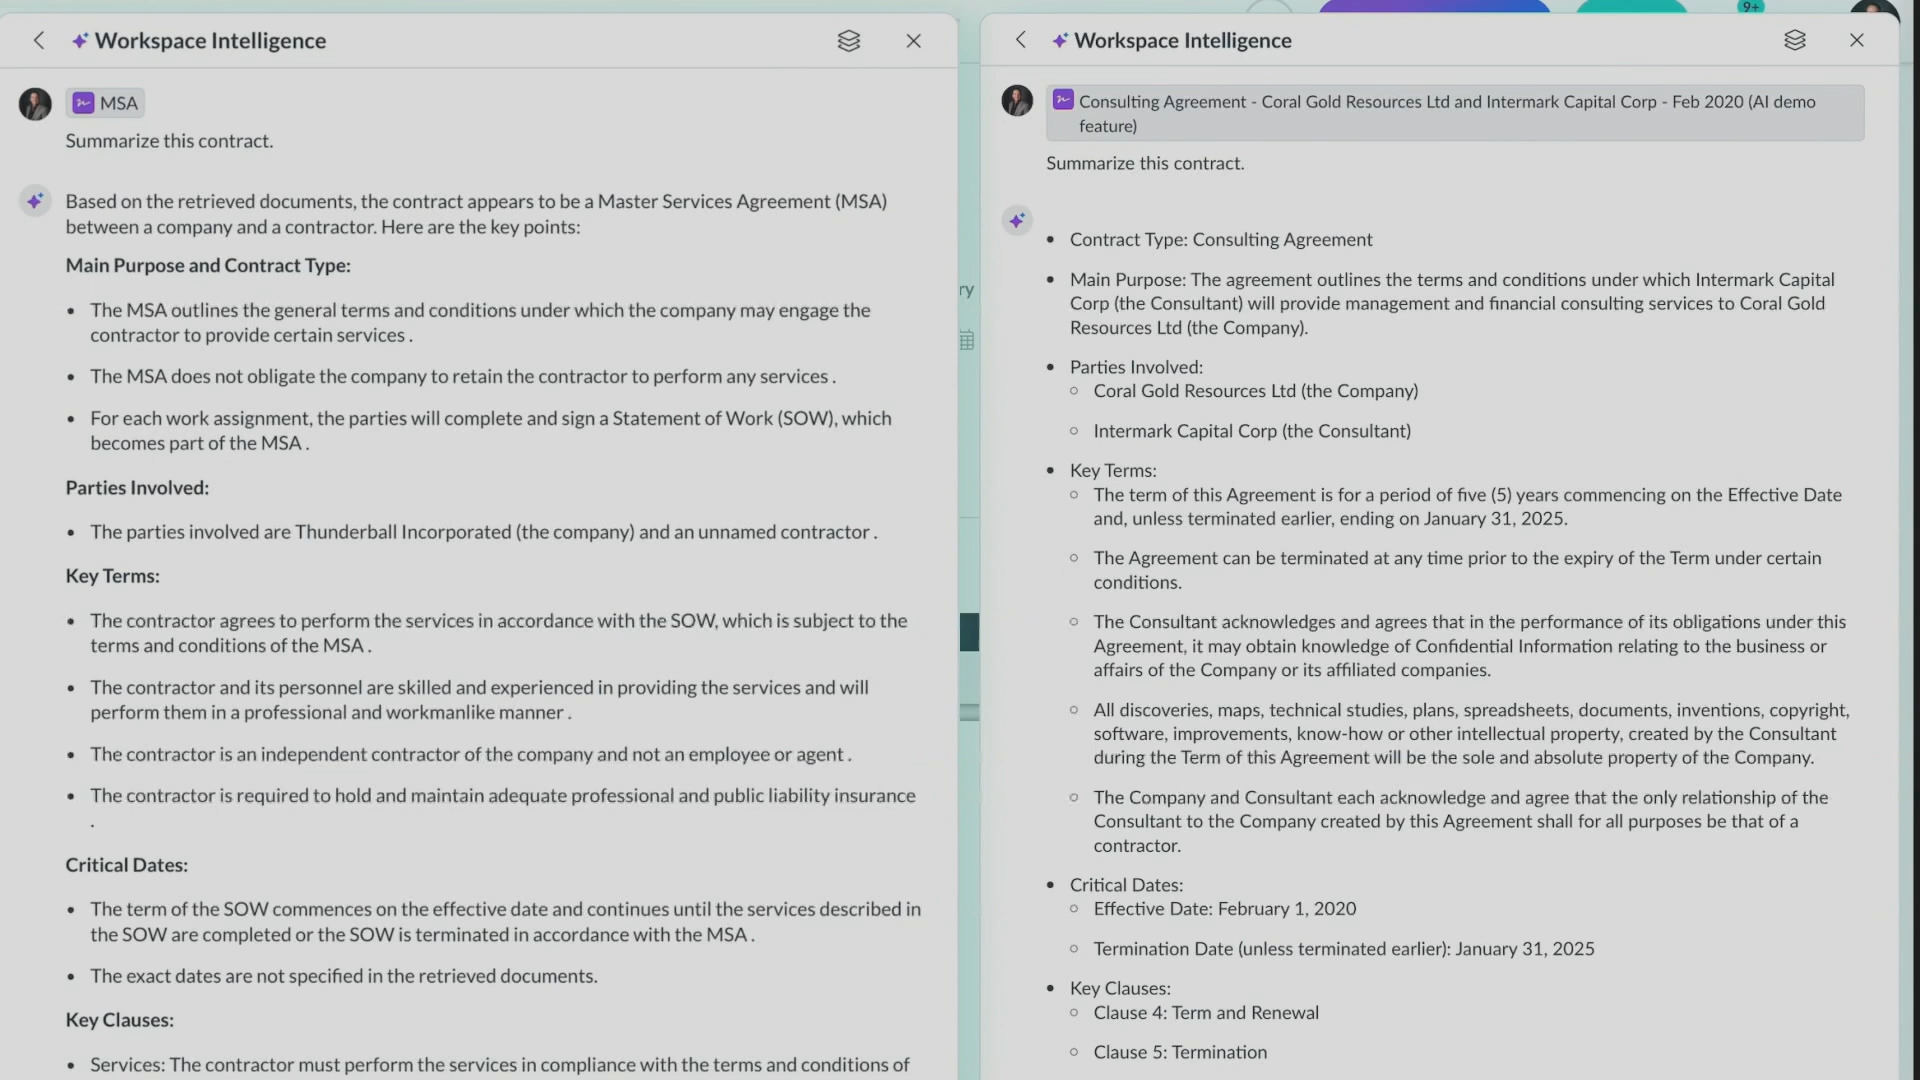 Workspace Intelligence
MSA
Summarize this contract.
Based on the retrieved documents, the contract appears to be a Master Services Agreement (MSA)
between a company and a contractor. Here are the key points:
Main Purpose and Contract Type:
The MSA outlines the general terms and conditions under which the company may engage the
contractor to provide certain services .
The MSA does not obligate the company to retain the contractor to perform any services .
For each work assignment, the parties will complete and sign a Statement of Work (SOW), which
becomes part of the MSA .
Parties Involved:
The parties involved are Thunderball Incorporated (the company) and an unnamed contractor .
Key Terms:
The contractor agrees to perform the services in accordance with the SOW, which is subject to the
terms and conditions of the MSA .
The contractor and its personnel are skilled and experienced in providing the services and will
perform them in a professional and workmanlike manner .
The contractor is an independent contractor of the company and not an employee or agent .
The contractor is required to hold and maintain adequate professional and public liability insurance
.
Critical Dates:
The term of the SOW commences on the effective date and continues until the services described in
the SOW are completed or the SOW is terminated in accordance with the MSA .
The exact dates are not specified in the retrieved documents.
Key Clauses:
Services: The contractor must perform the services in compliance with the terms and conditions of
ry
9+
Workspace Intelligence
Consulting Agreement - Coral Gold Resources Ltd and Intermark Capital Corp - Feb 2020 (AI demo
feature)
Summarize this contract.
Contract Type: Consulting Agreement
Main Purpose: The agreement outlines the terms and conditions under which Intermark Capital
Corp (the Consultant) will provide management and financial consulting services to Coral Gold
Resources Ltd (the Company).
Parties Involved:
Coral Gold Resources Ltd (the Company)
Intermark Capital Corp (the Consultant)
Key Terms:
The term of this Agreement is for a period of five (5) years commencing on the Effective Date
and, unless terminated earlier, ending on January 31, 2025.
The Agreement can be terminated at any time prior to the expiry of the Term under certain
conditions.
The Consultant acknowledges and agrees that in the performance of its obligations under this
Agreement, it may obtain knowledge of Confidential Information relating to the business or
affairs of the Company or its affiliated companies.
All discoveries, maps, technical studies, plans, spreadsheets, documents, inventions, copyright,
software, improvements, know-how or other intellectual property, created by the Consultant
during the Term of this Agreement will be the sole and absolute property of the Company.
The Company and Consultant each acknowledge and agree that the only relationship of the
Consultant to the Company created by this Agreement shall for all purposes be that of a
contractor.
Critical Dates:
Effective Date: February 1, 2020
Termination Date (unless terminated earlier): January 31, 2025
Key Clauses:
Clause 4: Term and Renewal
Clause 5: Termination